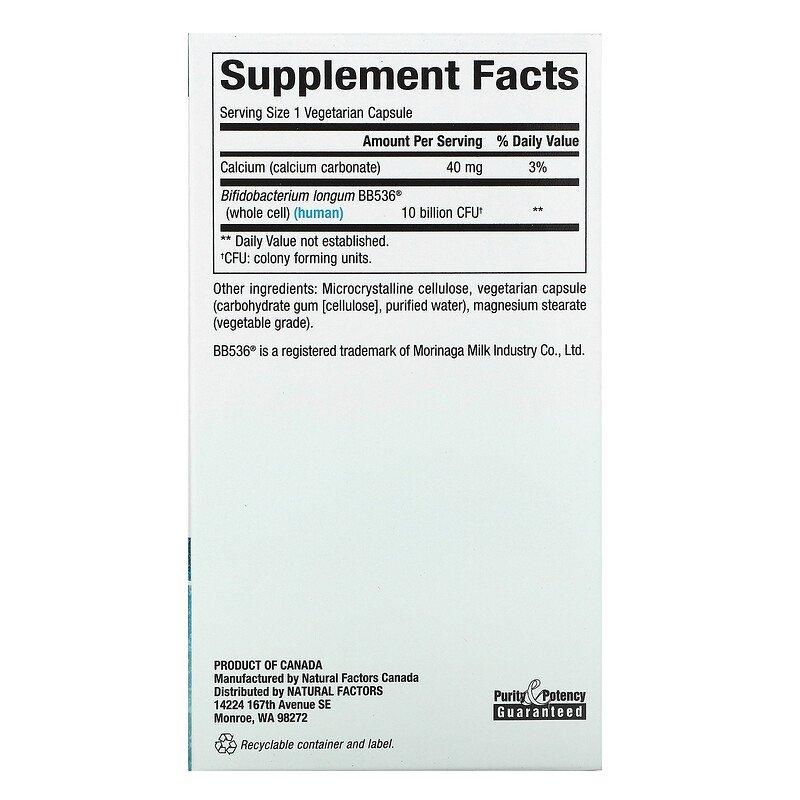 Supplement Facts
Serving Size 1 Vegetarian Capsule
Amount Per Serving % Daily Value
Calcium (calcium carbonate) 40 mg 3%
Bifidobacterium longum BB536®
(whole cell) (human) 10 billion CFU† **
** Daily Value not established.
†CFU: colony forming units.
Other ingredients: Microcrystalline cellulose, vegetarian capsule
(carbohydrate gum [cellulose], purified water), magnesium stearate
(vegetable grade).
BB536® is a registered trademark of Morinaga Milk Industry Co., Ltd.
PRODUCT OF CANADA
Manufactured by Natural Factors Canada
Distributed by NATURAL FACTORS
14224 167th Avenue SE
Monroe, WA 98272
Recyclable container and label.
Purity & Potency
Guaranteed